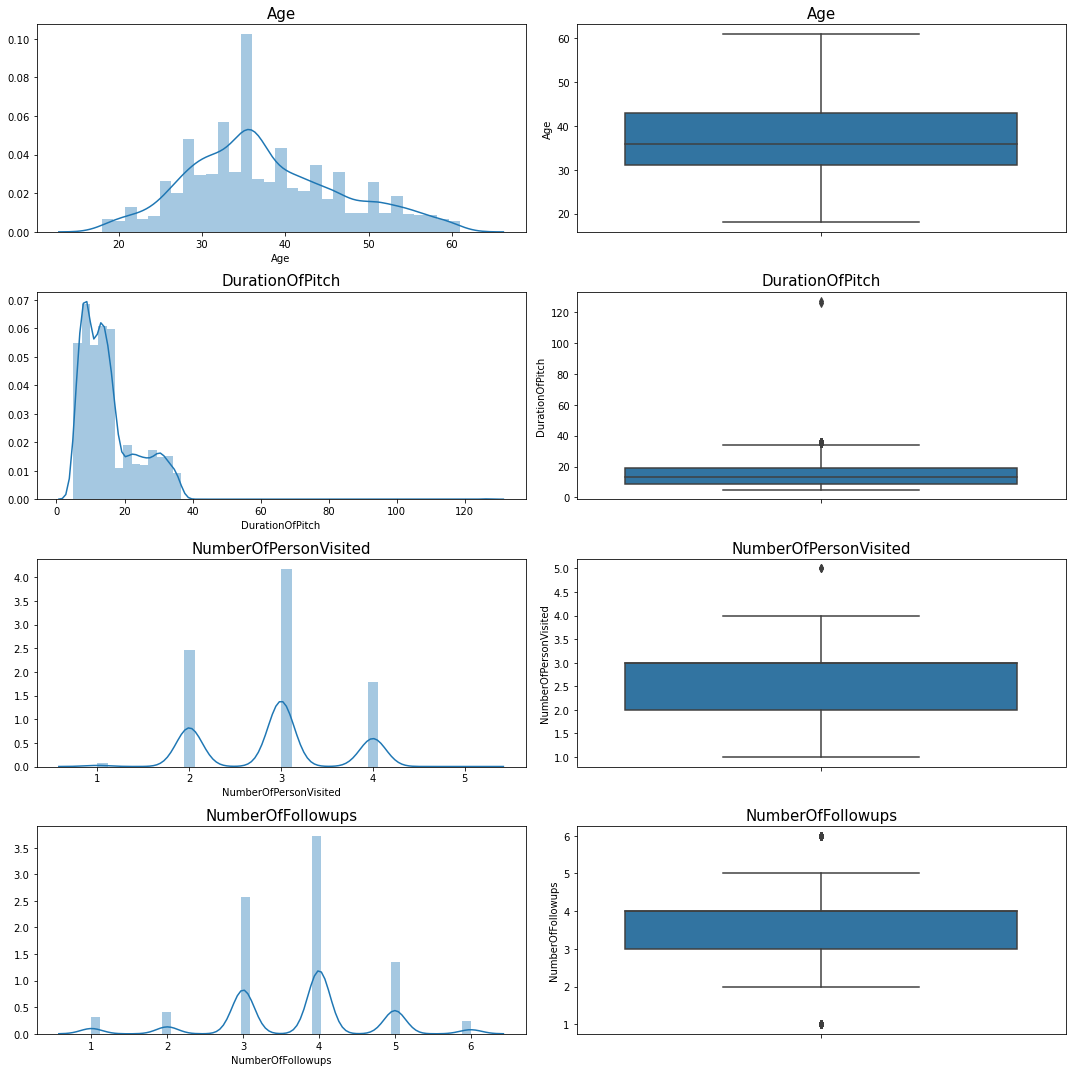 Age
0.10
0.08
0.06
0.04
0.02
0.00
20 30 40 50 60
Age
Age
60
50
40
30
20
Age
DurationOfPitch
0.07
0.06
0.05
0.04
0.03
0.02
0.01
0.00
0 20 40 60 80 100 120
DurationOfPitch
DurationOfPitch
120
100
80
60
40
20
0
DurationOfPitch
NumberOfPersonVisited
4.0
3.5
3.0
2.5
2.0
1.5
1.0
0.5
0.0
1 2 3 4 5
NumberOfPersonVisited
NumberOfPersonVisited
5.0
4.5
4.0
3.5
3.0
2.5
2.0
1.5
1.0
NumberOfPersonVisited
NumberOfFollowups
3.5
3.0
2.5
2.0
1.5
1.0
0.5
0.0
1 2 3 4 5 6
NumberOfFollowups
NumberOfFollowups
6
5
4
3
2
1
NumberOfFollowups